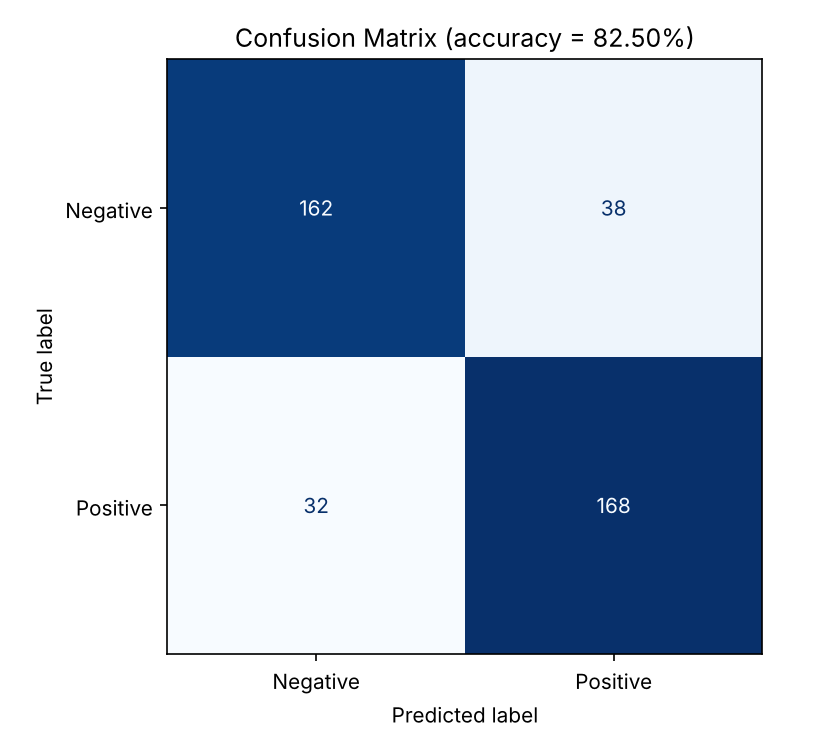 Confusion Matrix (accuracy = 82.50%)
Negative
162
38
True label
Positive
32
168
Negative
Positive
Predicted label